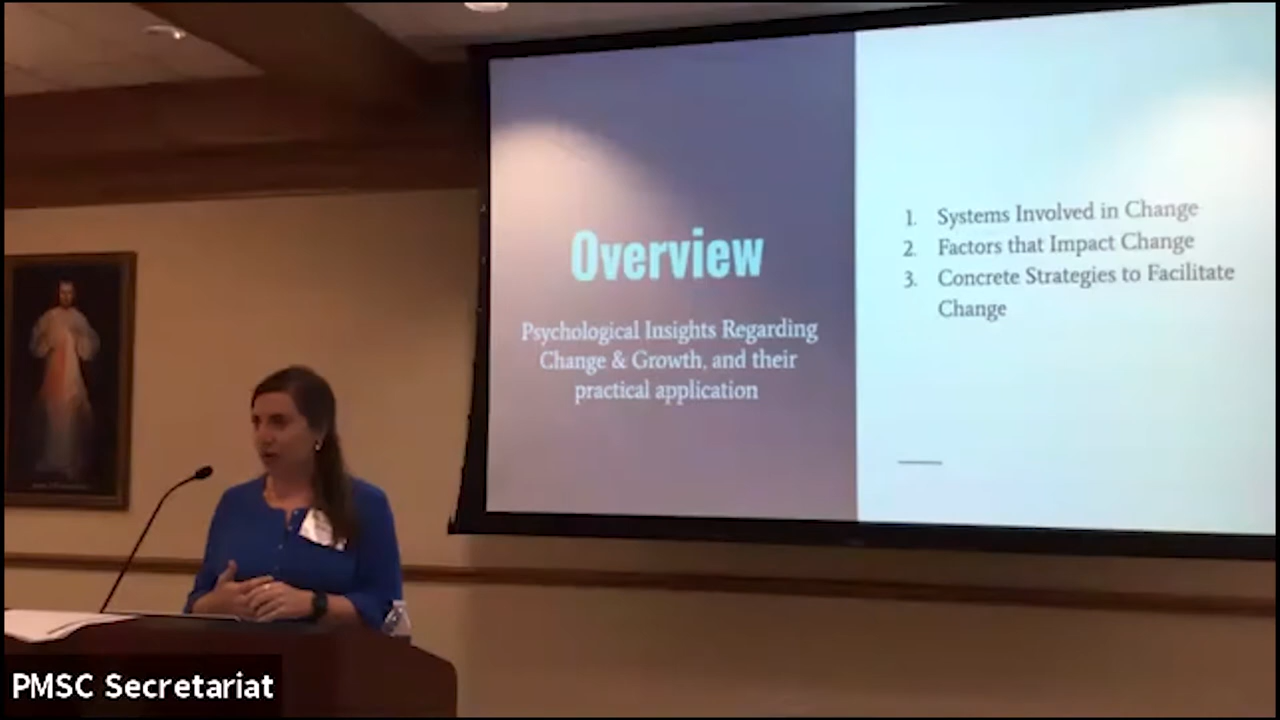 Overview
Psychological Insights Regarding
Change & Growth, and their
practical application
1. Systems Involved in Change
2. Factors that Impact Change
3. Concrete Strategies to Facilitate
Change
PMSC Secretariat